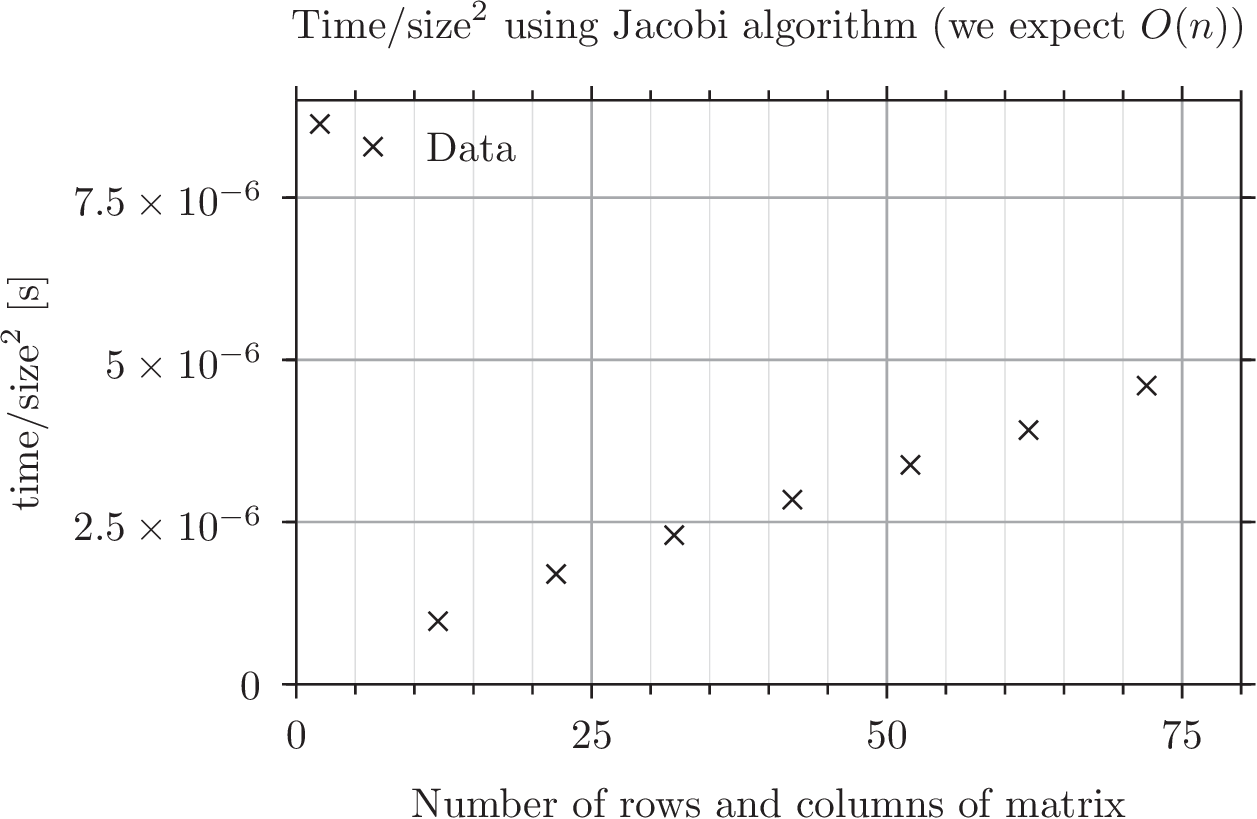 Time/size² using Jacobi algorithm (we expect O(n))
Data
7.5 × 10⁻⁶
5 × 10⁻⁶
2.5 × 10⁻⁶
0
time/size² [s]
0 25 50 75
Number of rows and columns of matrix